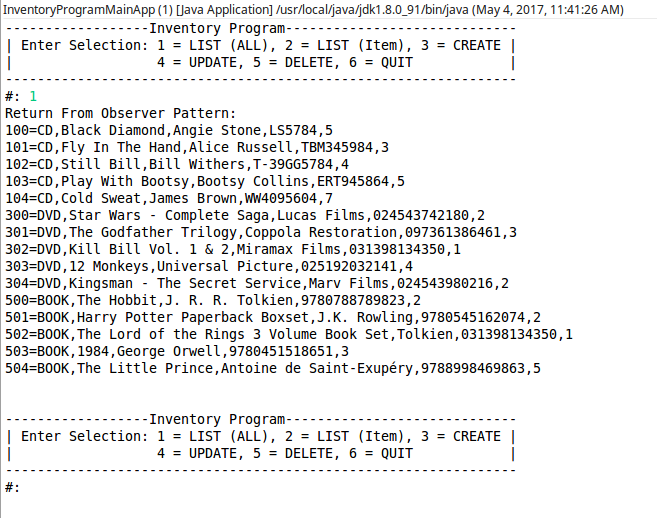 InventoryProgramMainApp (1) [Java Application] /usr/local/java/jdk1.8.0_91/bin/java (May 4, 2017, 11:41:26 AM)
------------------Inventory Program-----------------------------
| Enter Selection: 1 = LIST (ALL), 2 = LIST (Item), 3 = CREATE |
|                  4 = UPDATE, 5 = DELETE, 6 = QUIT            |
----------------------------------------------------------------
#: 1
Return From Observer Pattern:
100=CD,Black Diamond,Angie Stone,LS5784,5
101=CD,Fly In The Hand,Alice Russell,TBM345984,3
102=CD,Still Bill,Bill Withers,T-39GG5784,4
103=CD,Play With Bootsy,Bootsy Collins,ERT945864,5
104=CD,Cold Sweat,James Brown,WW4095604,7
300=DVD,Star Wars - Complete Saga,Lucas Films,024543742180,2
301=DVD,The Godfather Trilogy,Coppola Restoration,097361386461,3
302=DVD,Kill Bill Vol. 1 & 2,Miramax Films,031398134350,1
303=DVD,12 Monkeys,Universal Picture,025192032141,4
304=DVD,Kingsman - The Secret Service,Marv Films,024543980216,2
500=BOOK,The Hobbit,J. R. R. Tolkien,9780788789823,2
501=BOOK,Harry Potter Paperback Boxset,J.K. Rowling,9780545162074,2
502=BOOK,The Lord of the Rings 3 Volume Book Set,Tolkien,031398134350,1
503=BOOK,1984,George Orwell,9780451518651,3
504=BOOK,The Little Prince,Antoine de Saint-Exupéry,9788998469863,5
------------------Inventory Program-----------------------------
| Enter Selection: 1 = LIST (ALL), 2 = LIST (Item), 3 = CREATE |
|                  4 = UPDATE, 5 = DELETE, 6 = QUIT            |
----------------------------------------------------------------
#: